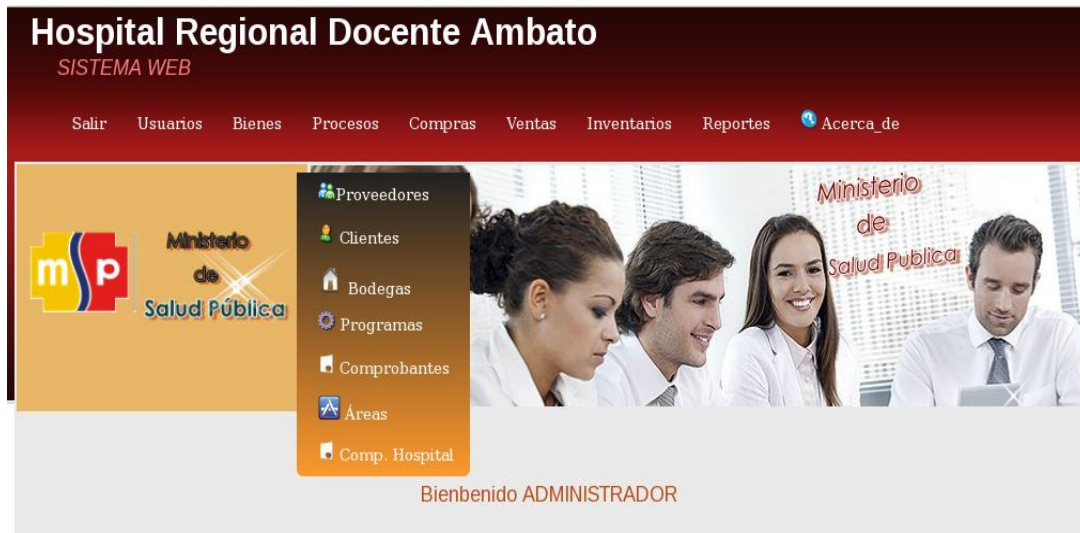 Hospital Regional Docente Ambato
SISTEMA WEB
Salir Usuarios Bienes Procesos Compras Ventas Inventarios Reportes Acerca_de
Proveedores
Clientes
Bodegas
Programas
Comprobantes
Áreas
Comp. Hospital
msp
Ministerio
de
Salud Pública
Ministerio
de
Salud Publica
Bienbenido ADMINISTRADOR